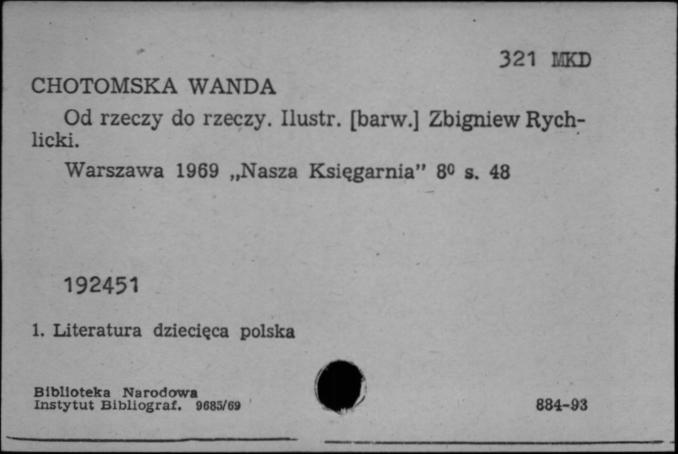 321 MKD
CHOTOMSKA WANDA
Od rzeczy do rzeczy. Ilustr. [barw.] Zbigniew Rych-
licki.
Warszawa 1969 „Nasza Księgarnia” 8⁰ s. 48
192451
1. Literatura dziecięca polska
Biblioteka Narodowa
Instytut Bibliograf. 9685/69
884-93